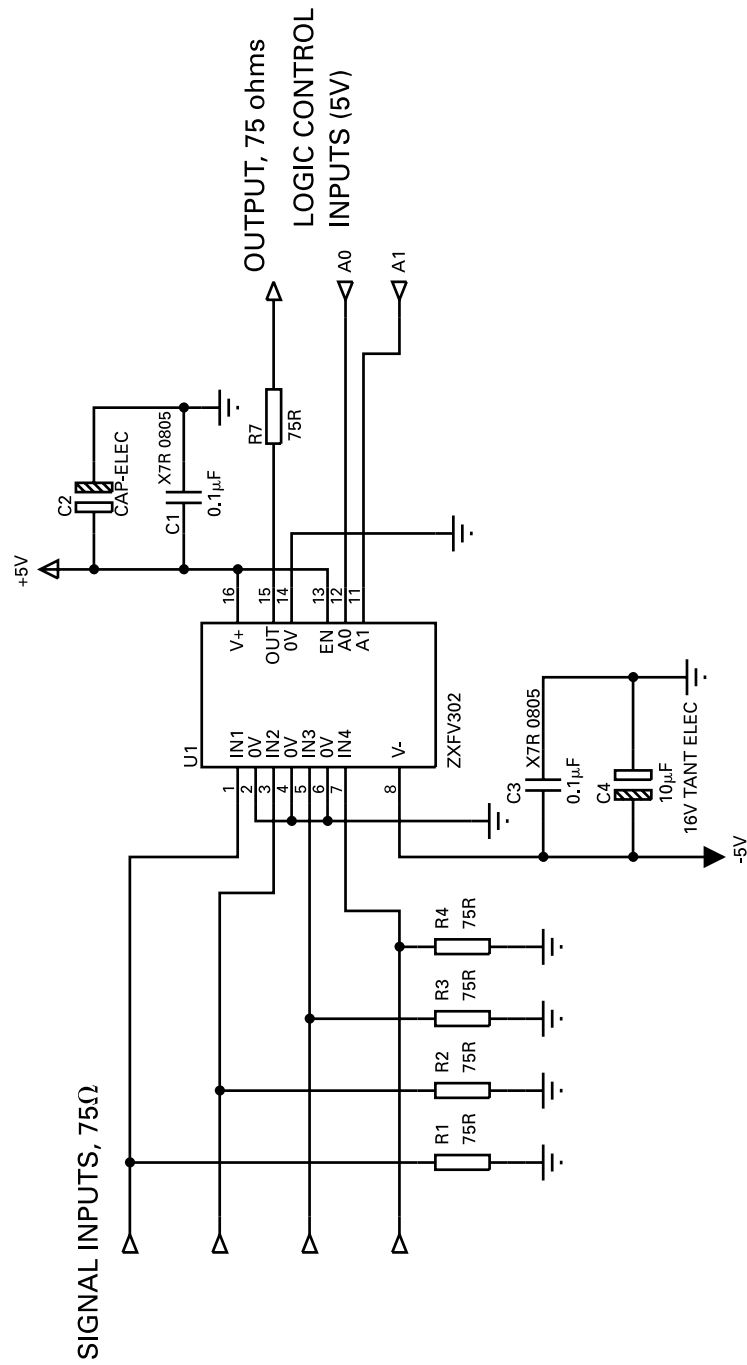 SIGNAL INPUTS, 75Ω
R1
75R
R2
75R
R3
75R
R4
75R
U1
ZXFV302
1
2
3
4
5
6
7
8
IN1
0V
IN2
0V
IN3
0V
IN4
V-
V+
OUT
0V
EN
A0
A1
16
15
14
13
12
11
+5V
C2
CAP-ELEC
C1
X7R 0805
0.1µF
R7
75R
OUTPUT, 75 ohms
LOGIC CONTROL
INPUTS (5V)
A0
A1
C3
X7R 0805
0.1µF
C4
10µF
16V TANT ELEC
-5V